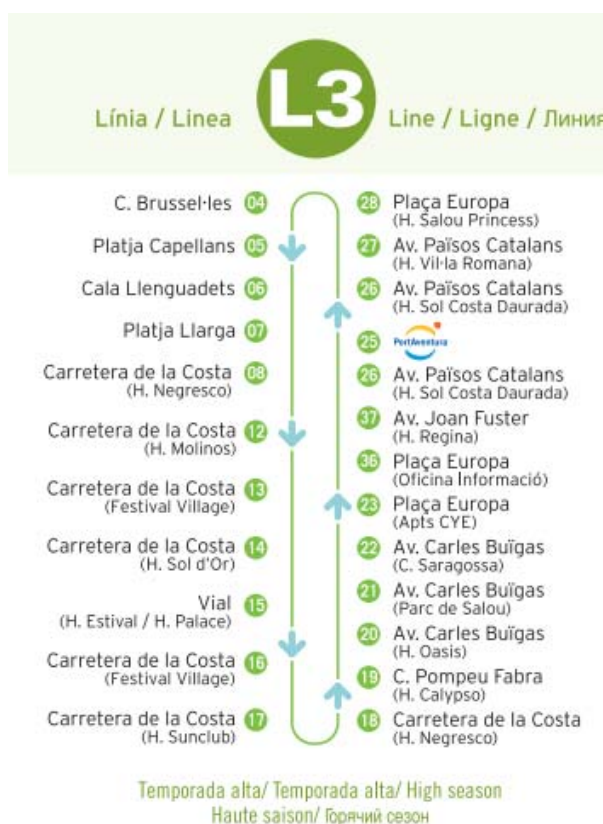 Línia / Linea L3 Line / Ligne / Линия
C. Brussel·les 04
Platja Capellans 05
Cala Llenguadets 06
Platja Llarga 07
Carretera de la Costa 08
(H. Negresco)
Carretera de la Costa 12
(H. Molinos)
Carretera de la Costa 13
(Festival Village)
Carretera de la Costa 14
(H. Sol d'Or)
Vial 15
(H. Estival / H. Palace)
Carretera de la Costa 16
(Festival Village)
Carretera de la Costa 17
(H. Sunclub)
28 Plaça Europa
(H. Salou Princess)
27 Av. Països Catalans
(H. Vil·la Romana)
26 Av. Països Catalans
(H. Sol Costa Daurada)
25 PortAventura
26 Av. Països Catalans
(H. Sol Costa Daurada)
37 Av. Joan Fuster
(H. Regina)
36 Plaça Europa
(Oficina Informació)
23 Plaça Europa
(Apts CYE)
22 Av. Carles Buïgas
(C. Saragossa)
21 Av. Carles Buïgas
(Parc de Salou)
20 Av. Carles Buïgas
(H. Oasis)
19 C. Pompeu Fabra
(H. Calypso)
18 Carretera de la Costa
(H. Negresco)
Temporada alta/ Temporada alta/ High season
Haute saison/ Горячий сезон